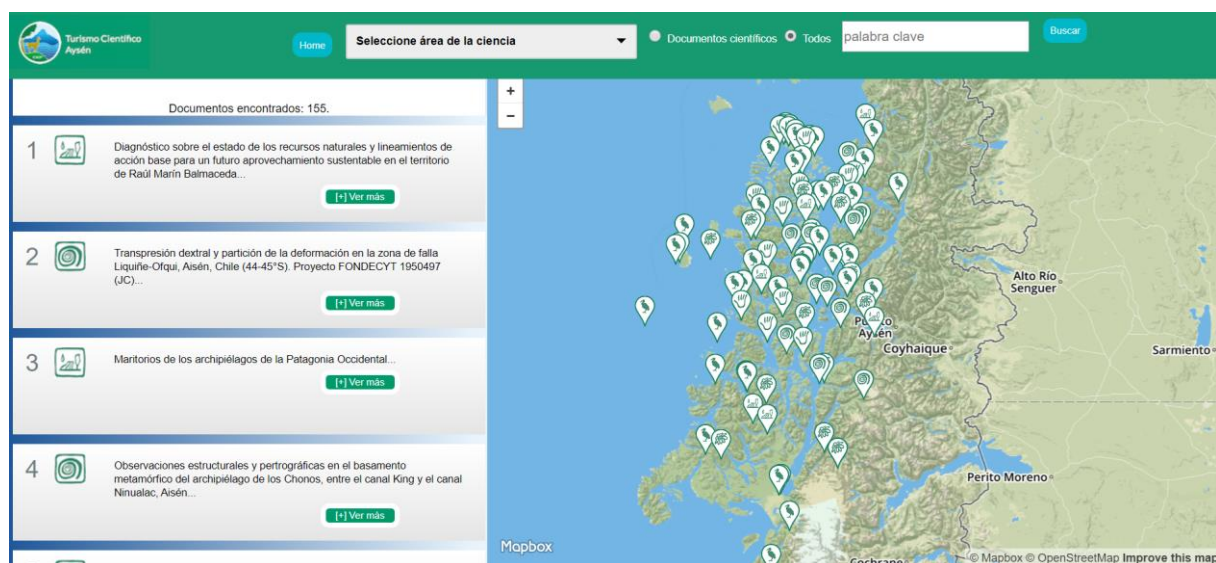 Turismo Científico
Aysén
Home
Seleccione área de la ciencia
Documentos científicos
Todos
palabra clave
Buscar
Documentos encontrados: 155.
1
Diagnóstico sobre el estado de los recursos naturales y lineamientos de
acción base para un futuro aprovechamiento sustentable en el territorio
de Raúl Marín Balmaceda...
[+] Ver más
2
Transpresión dextral y partición de la deformación en la zona de falla
Liquiñe-Ofqui, Aisén, Chile (44-45°S). Proyecto FONDECYT 1950497
(JC)...
[+] Ver más
3
Maritorios de los archipiélagos de la Patagonia Occidental...
[+] Ver más
4
Observaciones estructurales y pertrográficas en el basamento
metamórfico del archipiélago de los Chonos, entre el canal King y el canal
Ninualac, Aisén...
[+] Ver más
+
−
Alto Río
Senguer
Aysén
Coyhaique
Sarmiento
Perito Moreno
Cochrane
Mapbox
© Mapbox © OpenStreetMap Improve this map